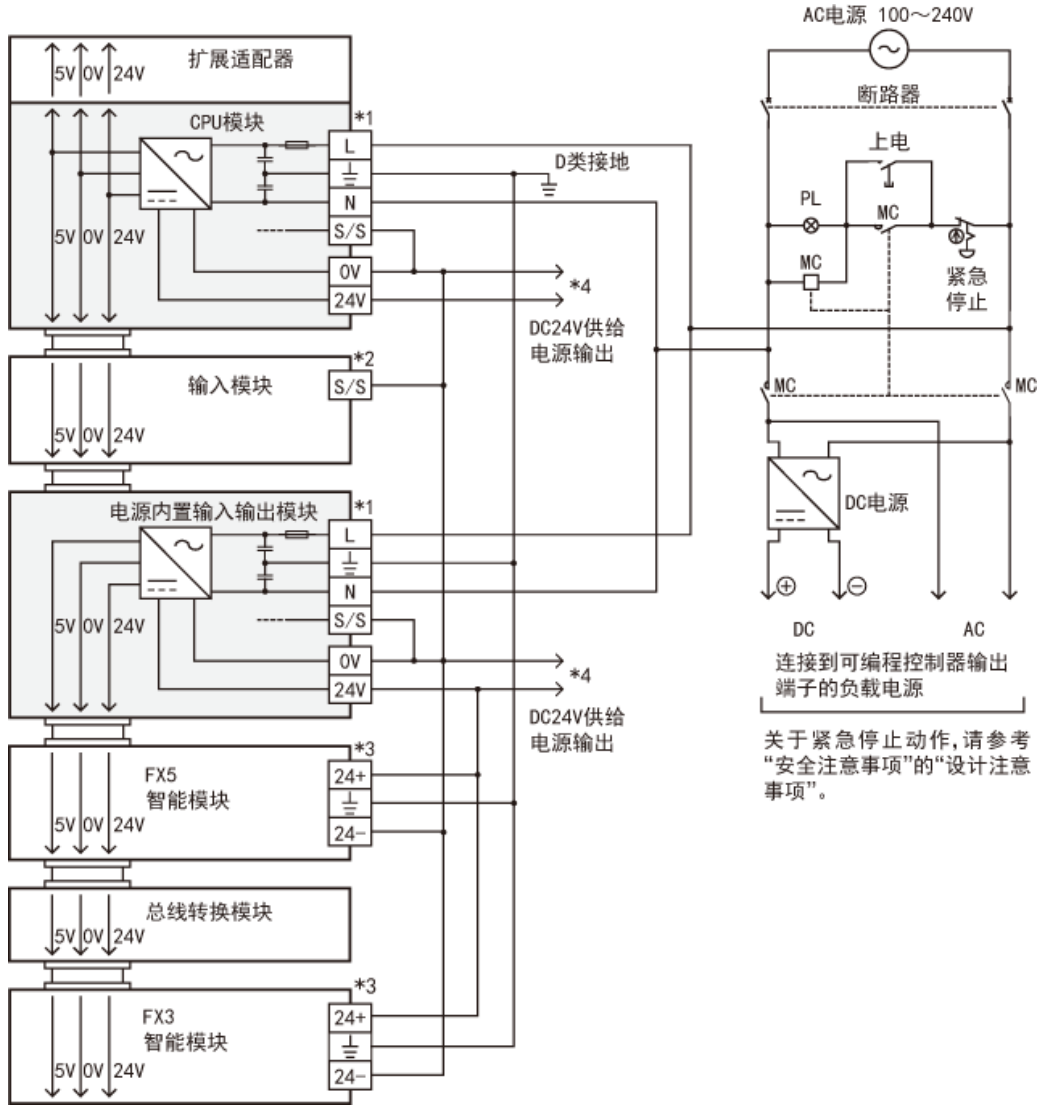 AC电源 100～240V
断路器
上电
PL
MC
MC
紧急
停止
MC
MC
DC电源
⊕
⊖
DC
AC
连接到可编程控制器输出
端子的负载电源
关于紧急停止动作,请参考
“安全注意事项”的“设计注意
事项”。
扩展适配器
5V 0V 24V
CPU模块
*1
L
N
S/S
0V
24V
5V 0V 24V
D类接地
*4
DC24V供给
电源输出
输入模块
*2
S/S
5V 0V 24V
电源内置输入输出模块
*1
L
N
S/S
0V
24V
5V 0V 24V
*4
DC24V供给
电源输出
FX5
智能模块
*3
24+
24-
5V 0V 24V
总线转换模块
5V 0V 24V
FX3
智能模块
*3
24+
24-
5V 0V 24V